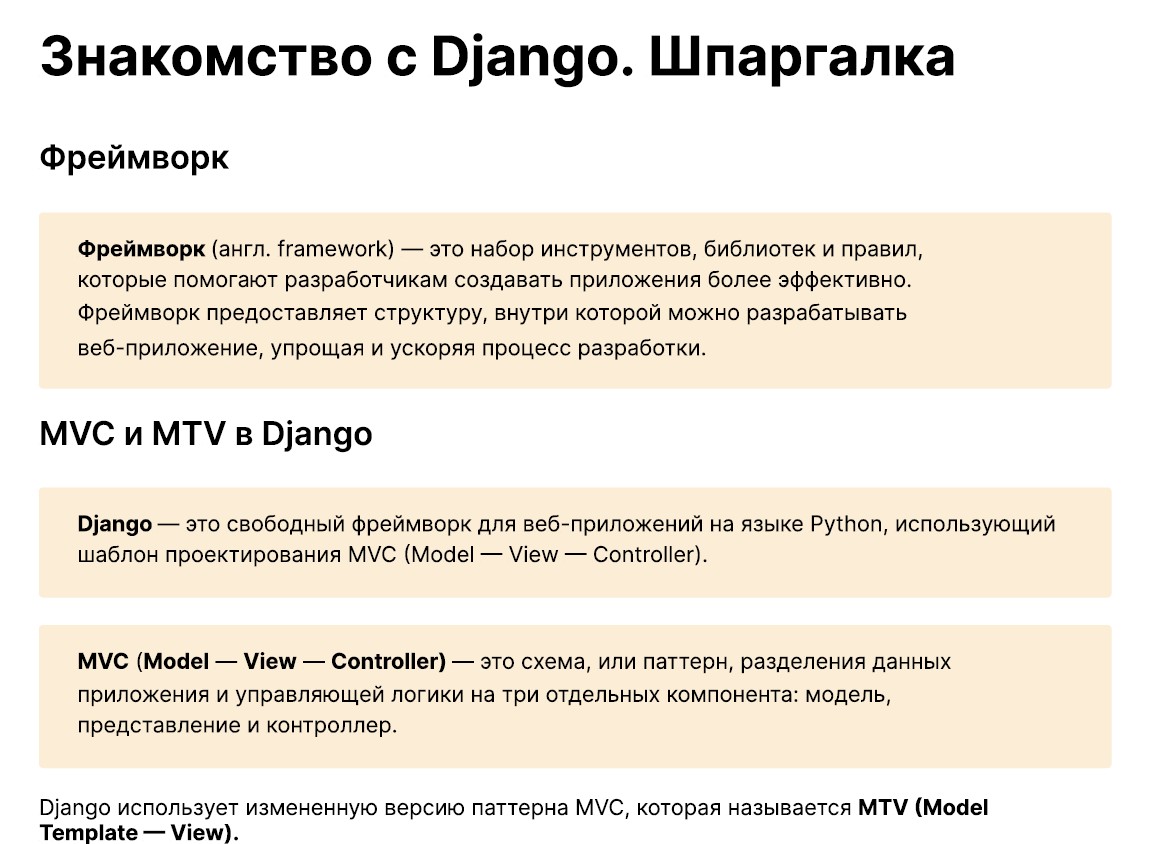 Знакомство с Django. Шпаргалка
Фреймворк
Фреймворк (англ. framework) — это набор инструментов, библиотек и правил,
которые помогают разработчикам создавать приложения более эффективно.
Фреймворк предоставляет структуру, внутри которой можно разрабатывать
веб-приложение, упрощая и ускоряя процесс разработки.
MVC и MTV в Django
Django — это свободный фреймворк для веб-приложений на языке Python, использующий
шаблон проектирования MVC (Model — View — Controller).
MVC (Model — View — Controller) — это схема, или паттерн, разделения данных
приложения и управляющей логики на три отдельных компонента: модель,
представление и контроллер.
Django использует измененную версию паттерна MVC, которая называется MTV (Model
Template — View).